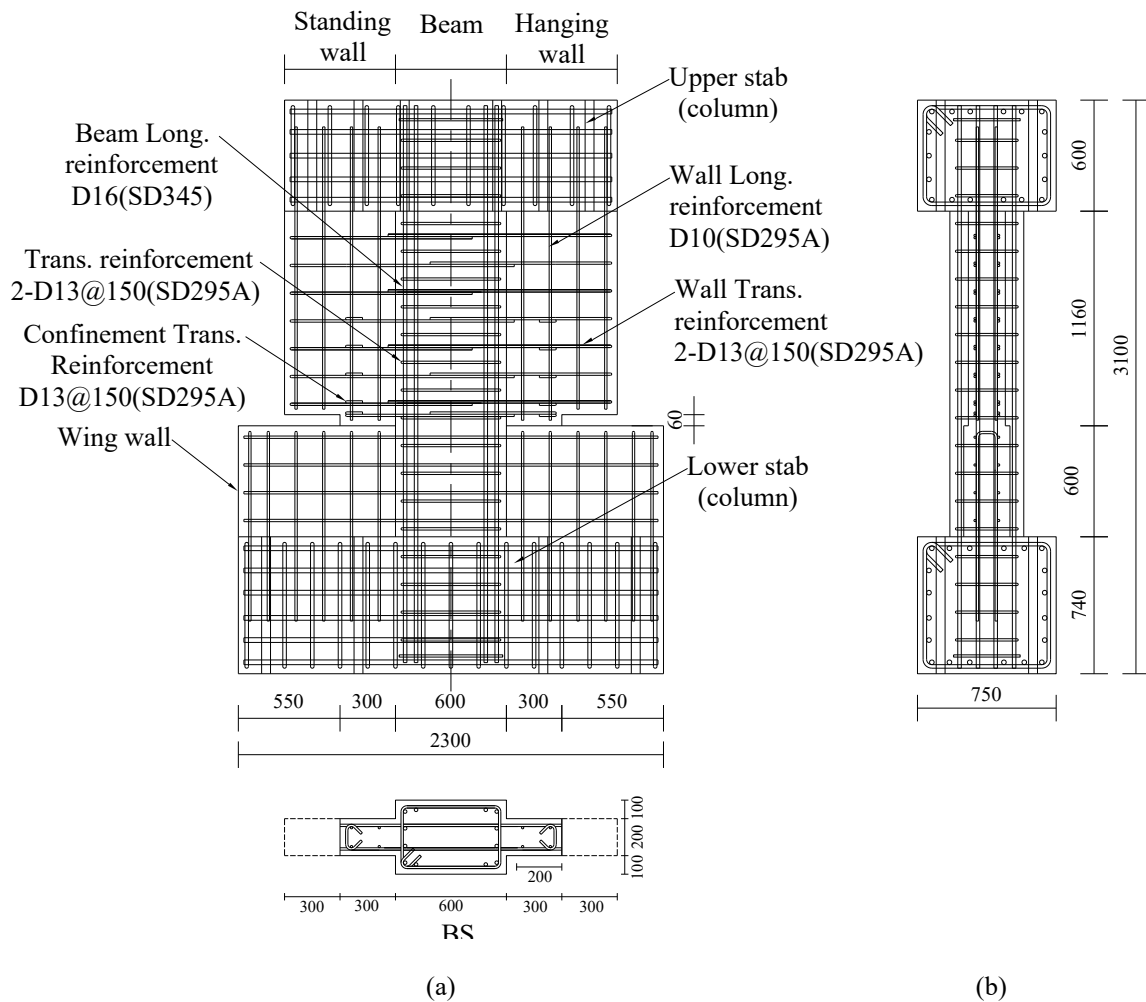 Standing
wall
Beam
Hanging
wall
Upper stab
(column)
Beam Long.
reinforcement
D16(SD345)
Wall Long.
reinforcement
D10(SD295A)
Trans. reinforcement
2-D13@150(SD295A)
Wall Trans.
reinforcement
2-D13@150(SD295A)
Confinement Trans.
Reinforcement
D13@150(SD295A)
Wing wall
60
Lower stab
(column)
550 300 600 300 550
2300
100
200
100
200
300 300 600 300 300
BS
(a)
600
1160
600
740
3100
750
(b)